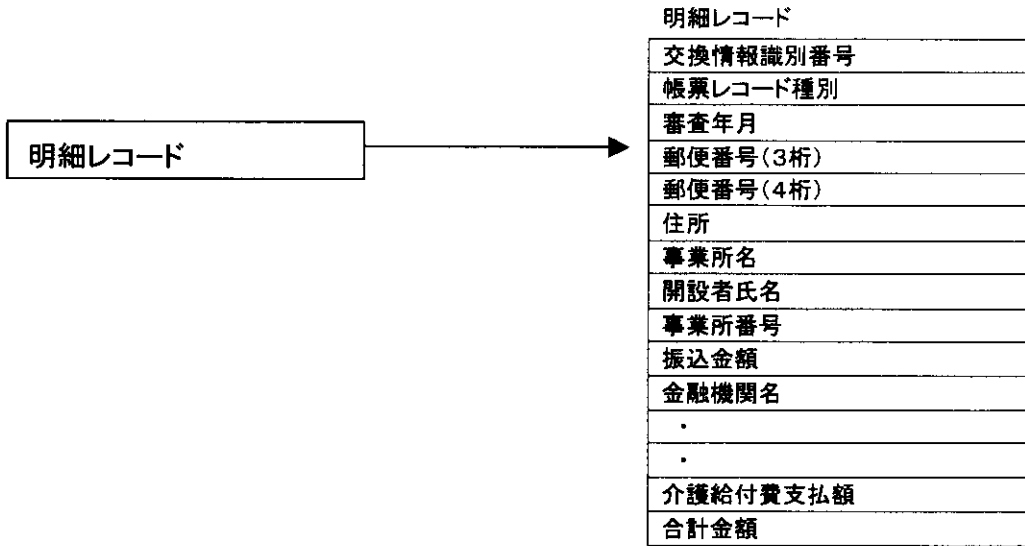 明細レコード
明細レコード
交換情報識別番号
帳票レコード種別
審査年月
郵便番号(3桁)
郵便番号(4桁)
住所
事業所名
開設者氏名
事業所番号
振込金額
金融機関名
・
・
介護給付費支払額
合計金額